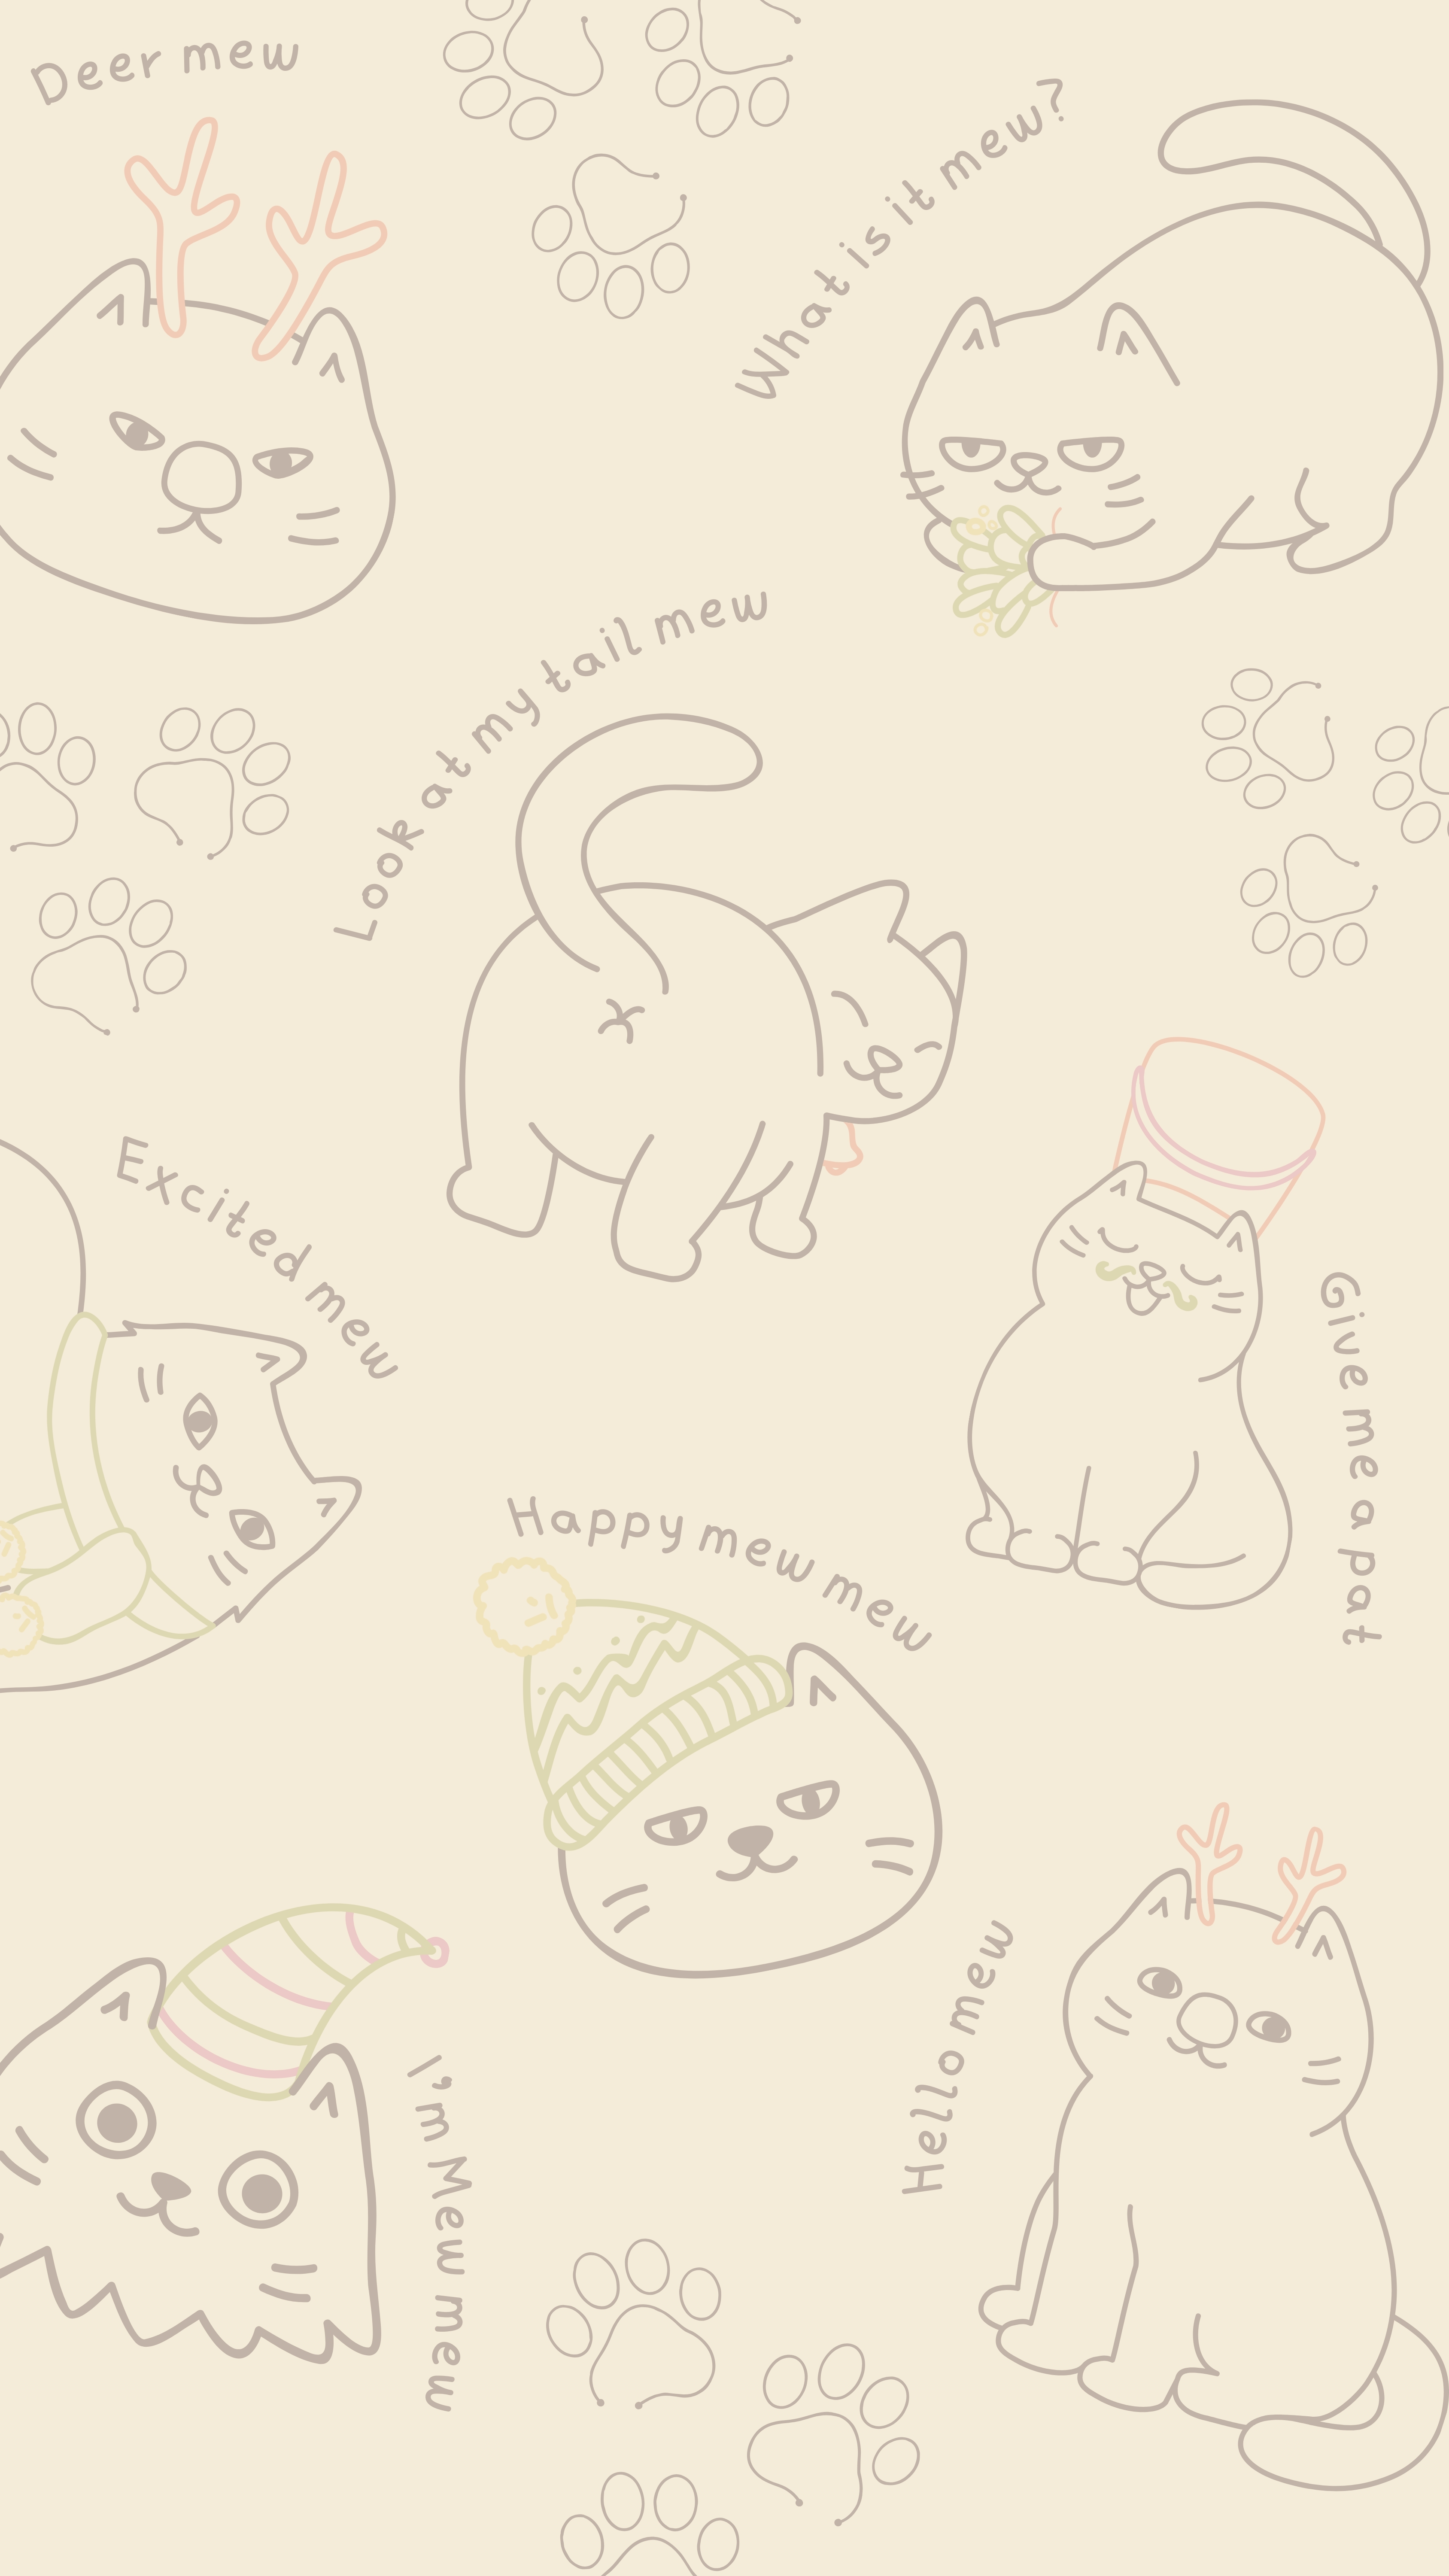 Deer mew
What is it mew?
Look at my tail mew
Excited mew
Give a me a pat
Happy mew mew mew
Hello mew
I'm Mew mew